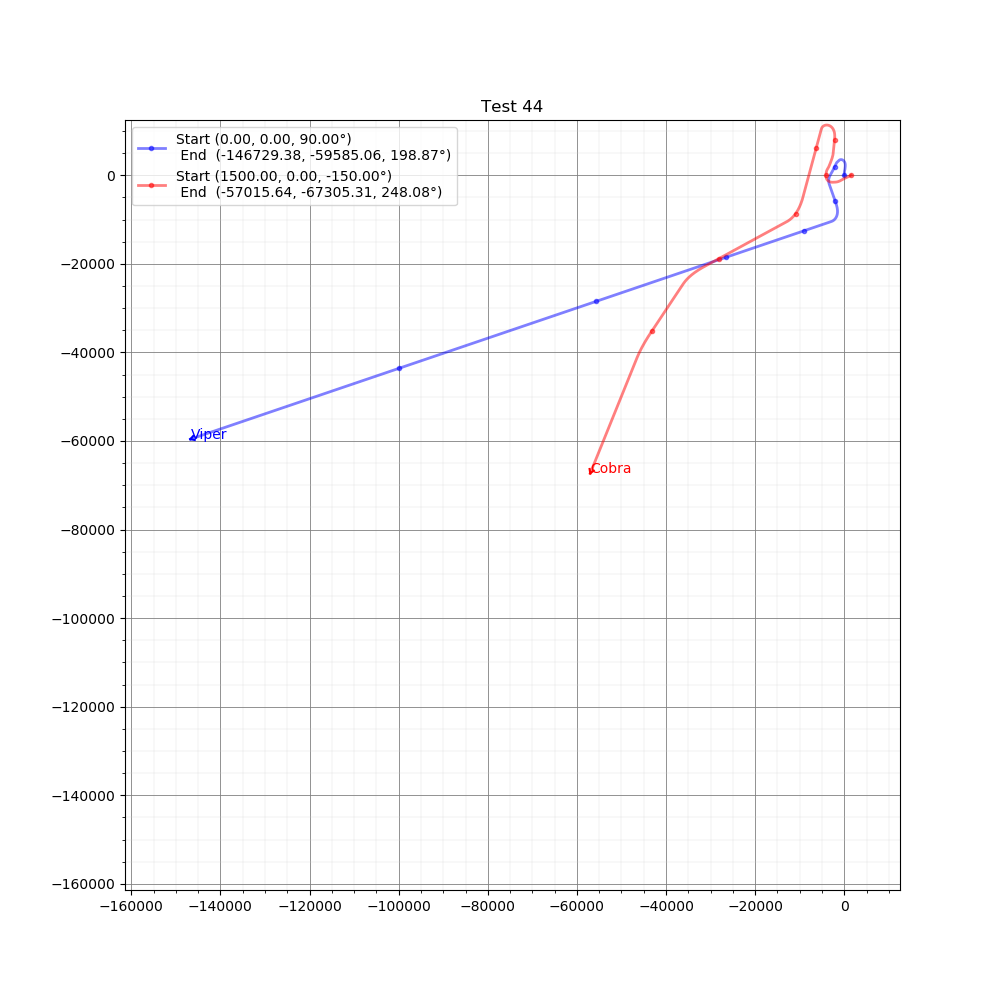 Test 44
Start (0.00, 0.00, 90.00°)
End (-146729.38, -59585.06, 198.87°)
Start (1500.00, 0.00, -150.00°)
End (-57015.64, -67305.31, 248.08°)
0
−20000
−40000
−60000
−80000
−100000
−120000
−140000
−160000
Viper
Cobra
−160000 −140000 −120000 −100000 −80000 −60000 −40000 −20000 0